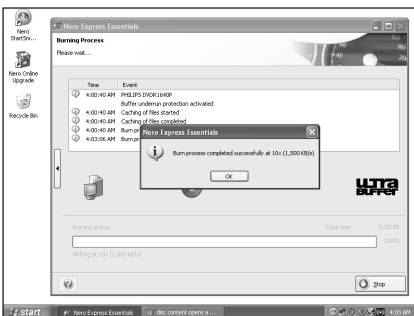 Nero
StartSm...
Nero Online
Upgrade
Recycle Bin
Nero Express Essentials
Burning Process
Please wait...
Time Event
4:00:40 AM PHILIPS DVDR1640P
Buffer underrun protection activated
4:00:40 AM Caching of files started
4:00:40 AM Caching of files completed
4:00:40 AM Burn pr
4:03:06 AM Burn pr
Nero Express Essentials
Burn process completed successfully at 10x (1,500 KB/s)
OK
ULTRA
BUFFER
Process status:
Total time: 0:02:28
100%
Writing at 10x (1,500 KB/s)
Stop
start
Nero Express Essentials
disc content opens a ...
4:03 AM